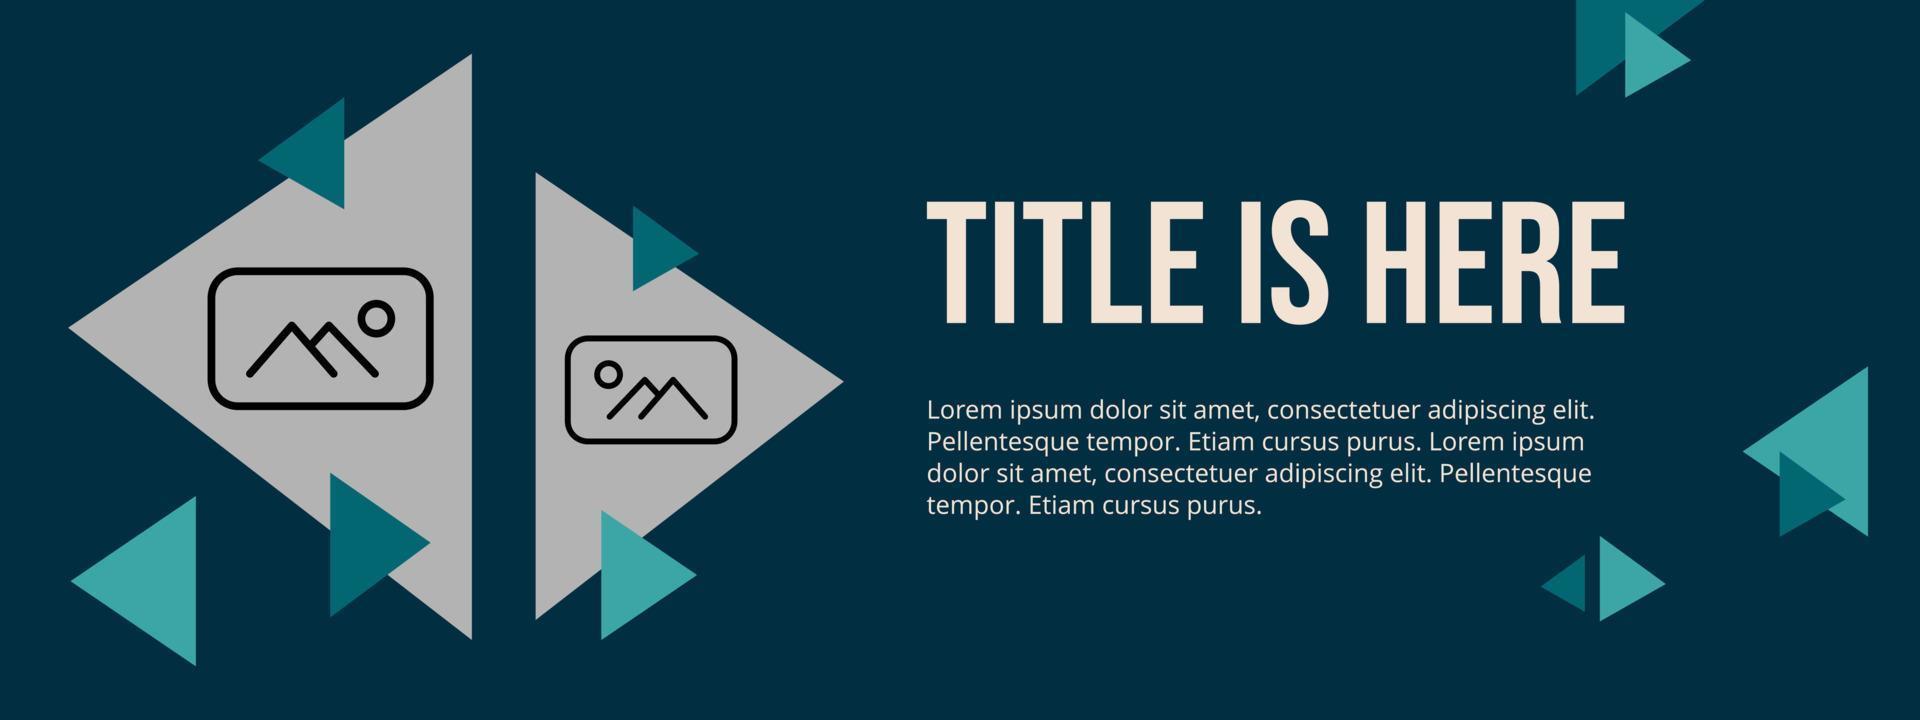 TITLE IS HERE
Lorem ipsum dolor sit amet, consectetuer adipiscing elit.
Pellentesque tempor. Etiam cursus purus. Lorem ipsum
dolor sit amet, consectetuer adipiscing elit. Pellentesque
tempor. Etiam cursus purus.